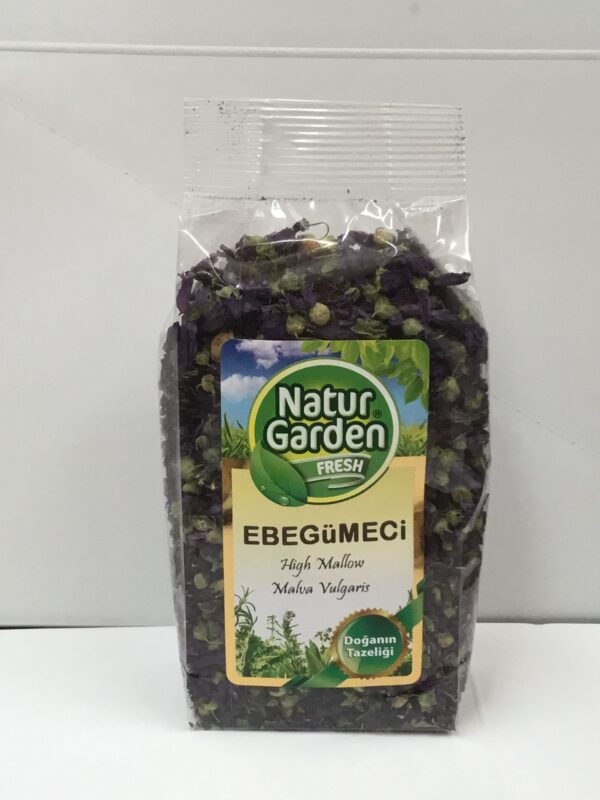 Natur
Garden®
FRESH
EBEGÜMECİ
High Mallow
Malva Vulgaris
Doğanın
Tazeliği